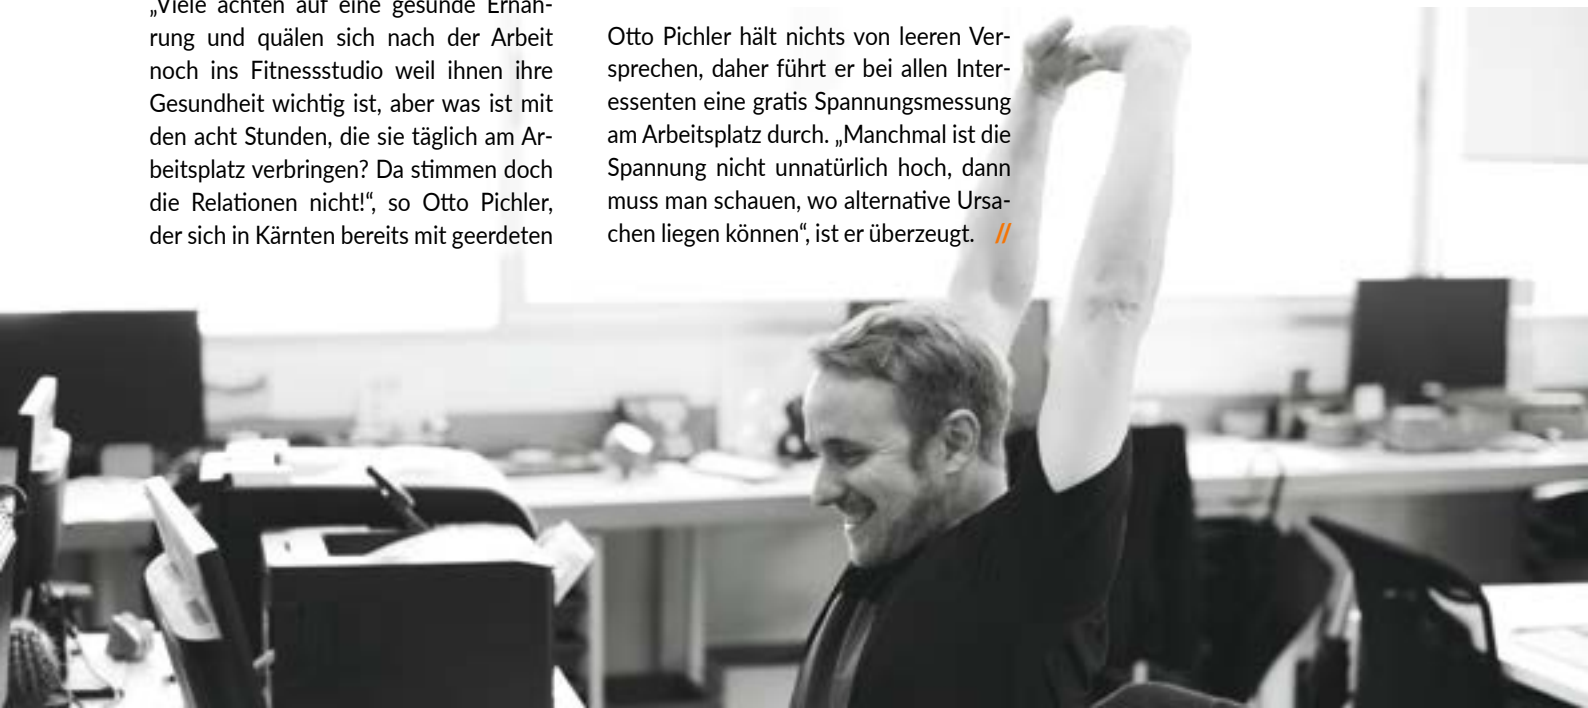 „Viele achten auf eine gesunde Ernäh-
rung und quälen sich nach der Arbeit
noch ins Fitnessstudio weil ihnen ihre
Gesundheit wichtig ist, aber was ist mit
den acht Stunden, die sie täglich am Ar-
beitsplatz verbringen? Da stimmen doch
die Relationen nicht!“, so Otto Pichler,
der sich in Kärnten bereits mit geerdeten
Otto Pichler hält nichts von leeren Ver-
sprechen, daher führt er bei allen Inter-
essenten eine gratis Spannungsmessung
am Arbeitsplatz durch. „Manchmal ist die
Spannung nicht unnatürlich hoch, dann
muss man schauen, wo alternative Ursa-
chen liegen können“, ist er überzeugt. //